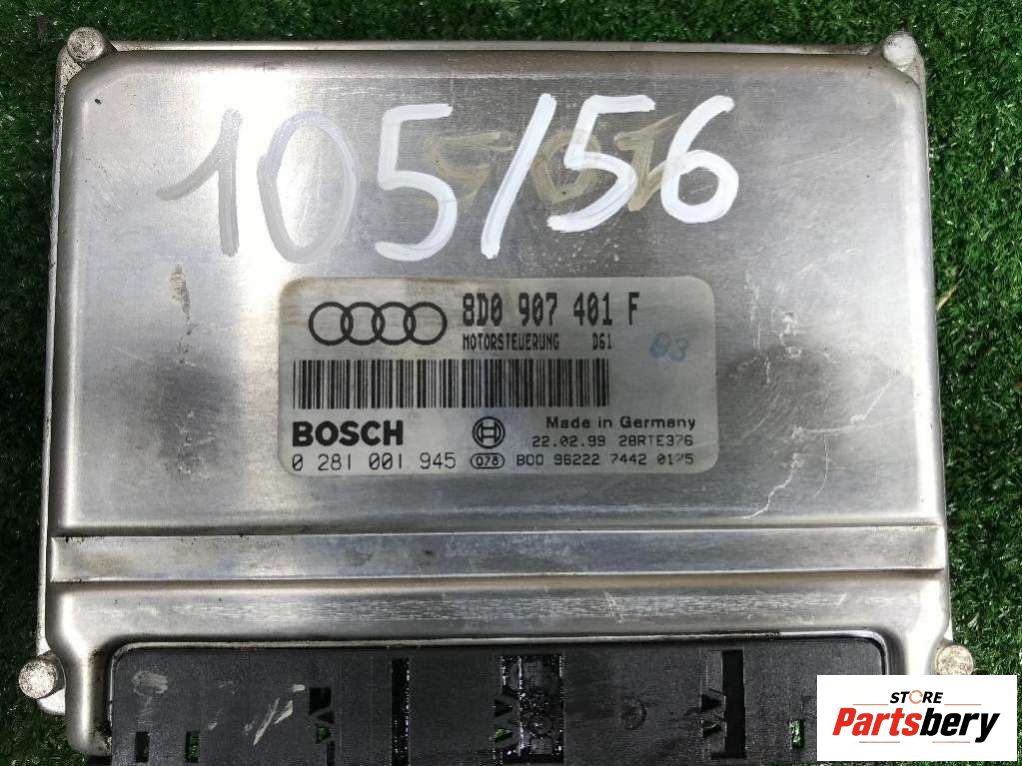 105/56
8D0 907 401 F
MOTORSTEUERUNG D61
03
BOSCH
Made in Germany
22.02.99 28RTE376
0 281 001 945 078 B00 96222 7442 0175
STORE
Partsbery